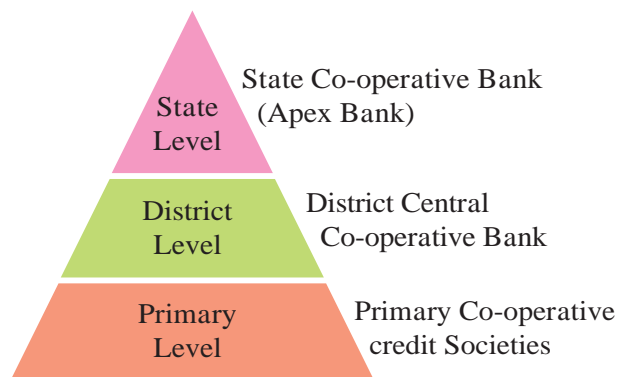 State
Level
State Co-operative Bank
(Apex Bank)
District
Level
District Central
Co-operative Bank
Primary
Level
Primary Co-operative
credit Societies